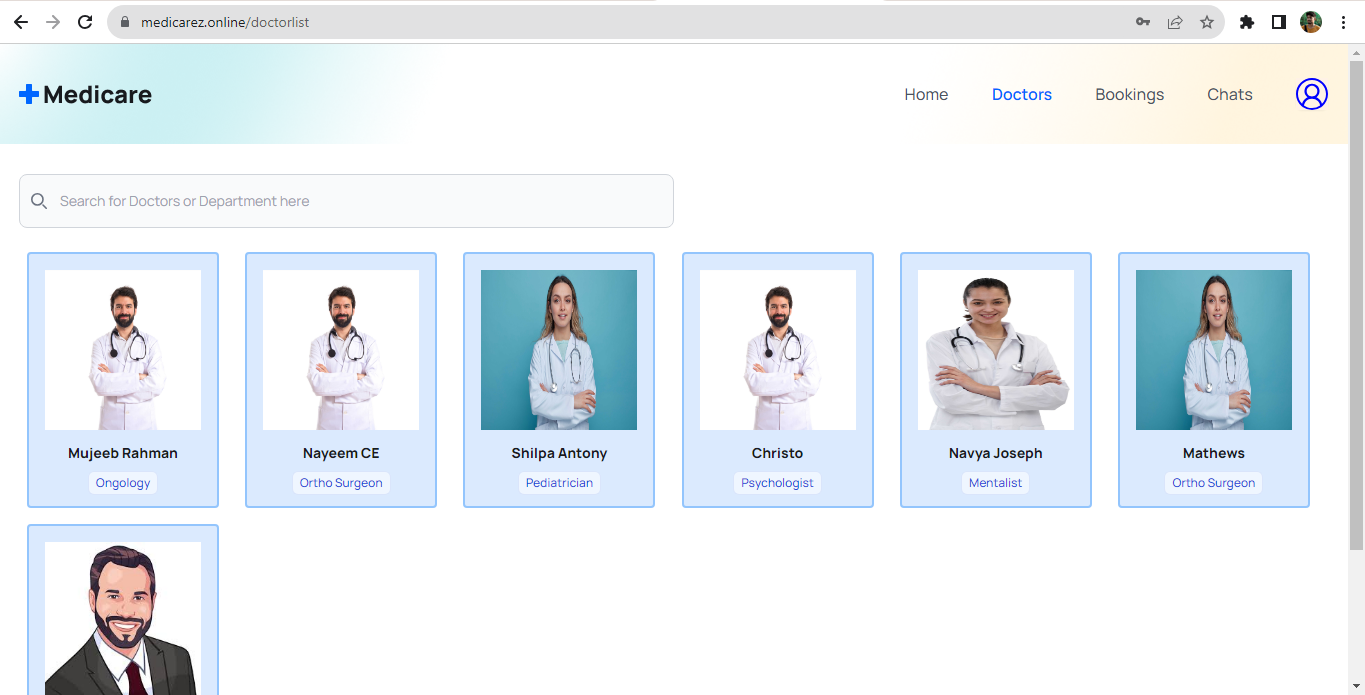 medicarez.online/doctorlist
Medicare
Home Doctors Bookings Chats
Search for Doctors or Department here
Mujeeb Rahman Nayeem CE Shilpa Antony Christo Navya Joseph Mathews
Ongology Ortho Surgeon Pediatrician Psychologist Mentalist Ortho Surgeon